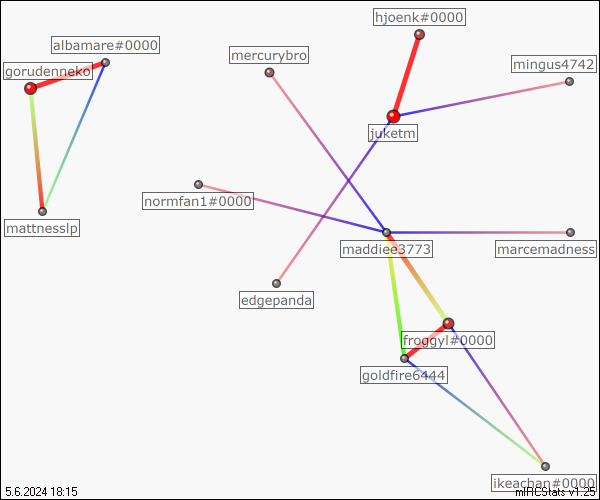 hjoenk#0000
albamare#0000
mercurybro
mingus4742
gorudenneko
juketm
normfan1#0000
mattnesslp
maddiee3773
marcemadness
edgepanda
froggyl#0000
goldfire6444
ikeachan#0000
5.6.2024 18:15
mIRCStats v1.25